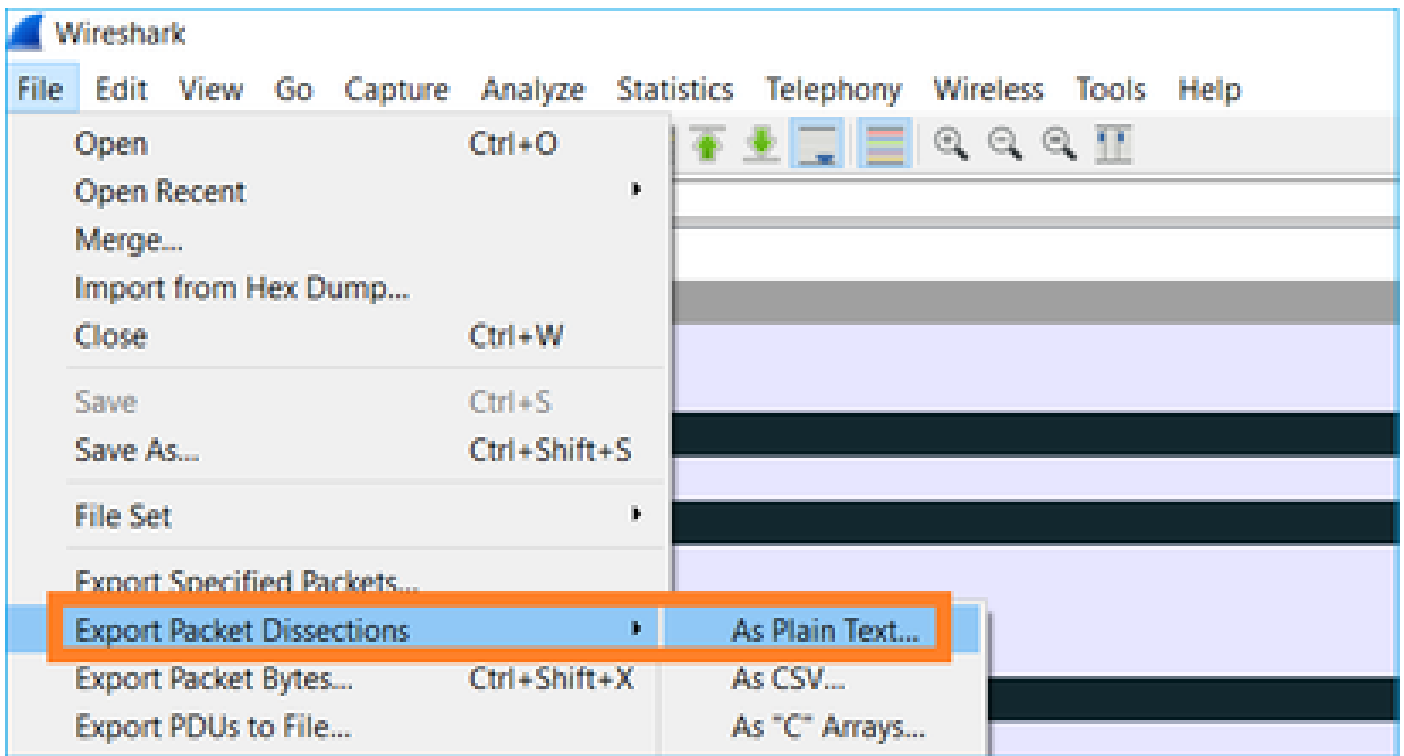 Wireshark
File Edit View Go Capture Analyze Statistics Telephony Wireless Tools Help
Open Ctrl+O
Open Recent
Merge...
Import from Hex Dump...
Close Ctrl+W
Save Ctrl+S
Save As... Ctrl+Shift+S
File Set
Export Specified Packets...
Export Packet Dissections As Plain Text...
Export Packet Bytes... Ctrl+Shift+X As CSV...
Export PDUs to File... As "C" Arrays...